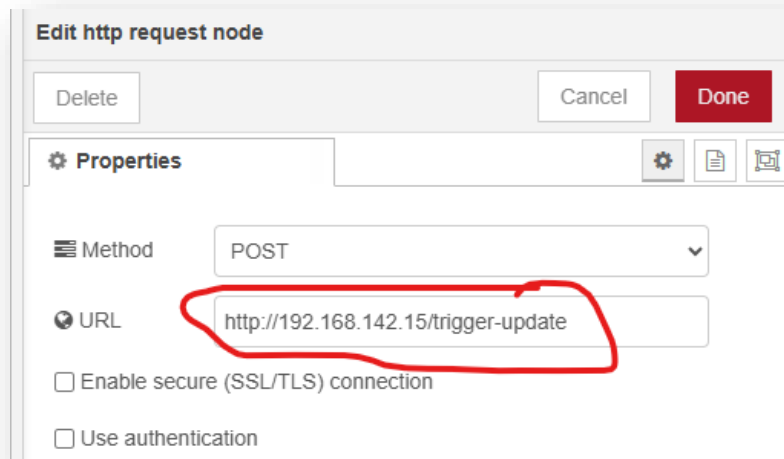 Edit http request node
Delete Cancel Done
Properties
Method POST
URL http://192.168.142.15/trigger-update
Enable secure (SSL/TLS) connection
Use authentication